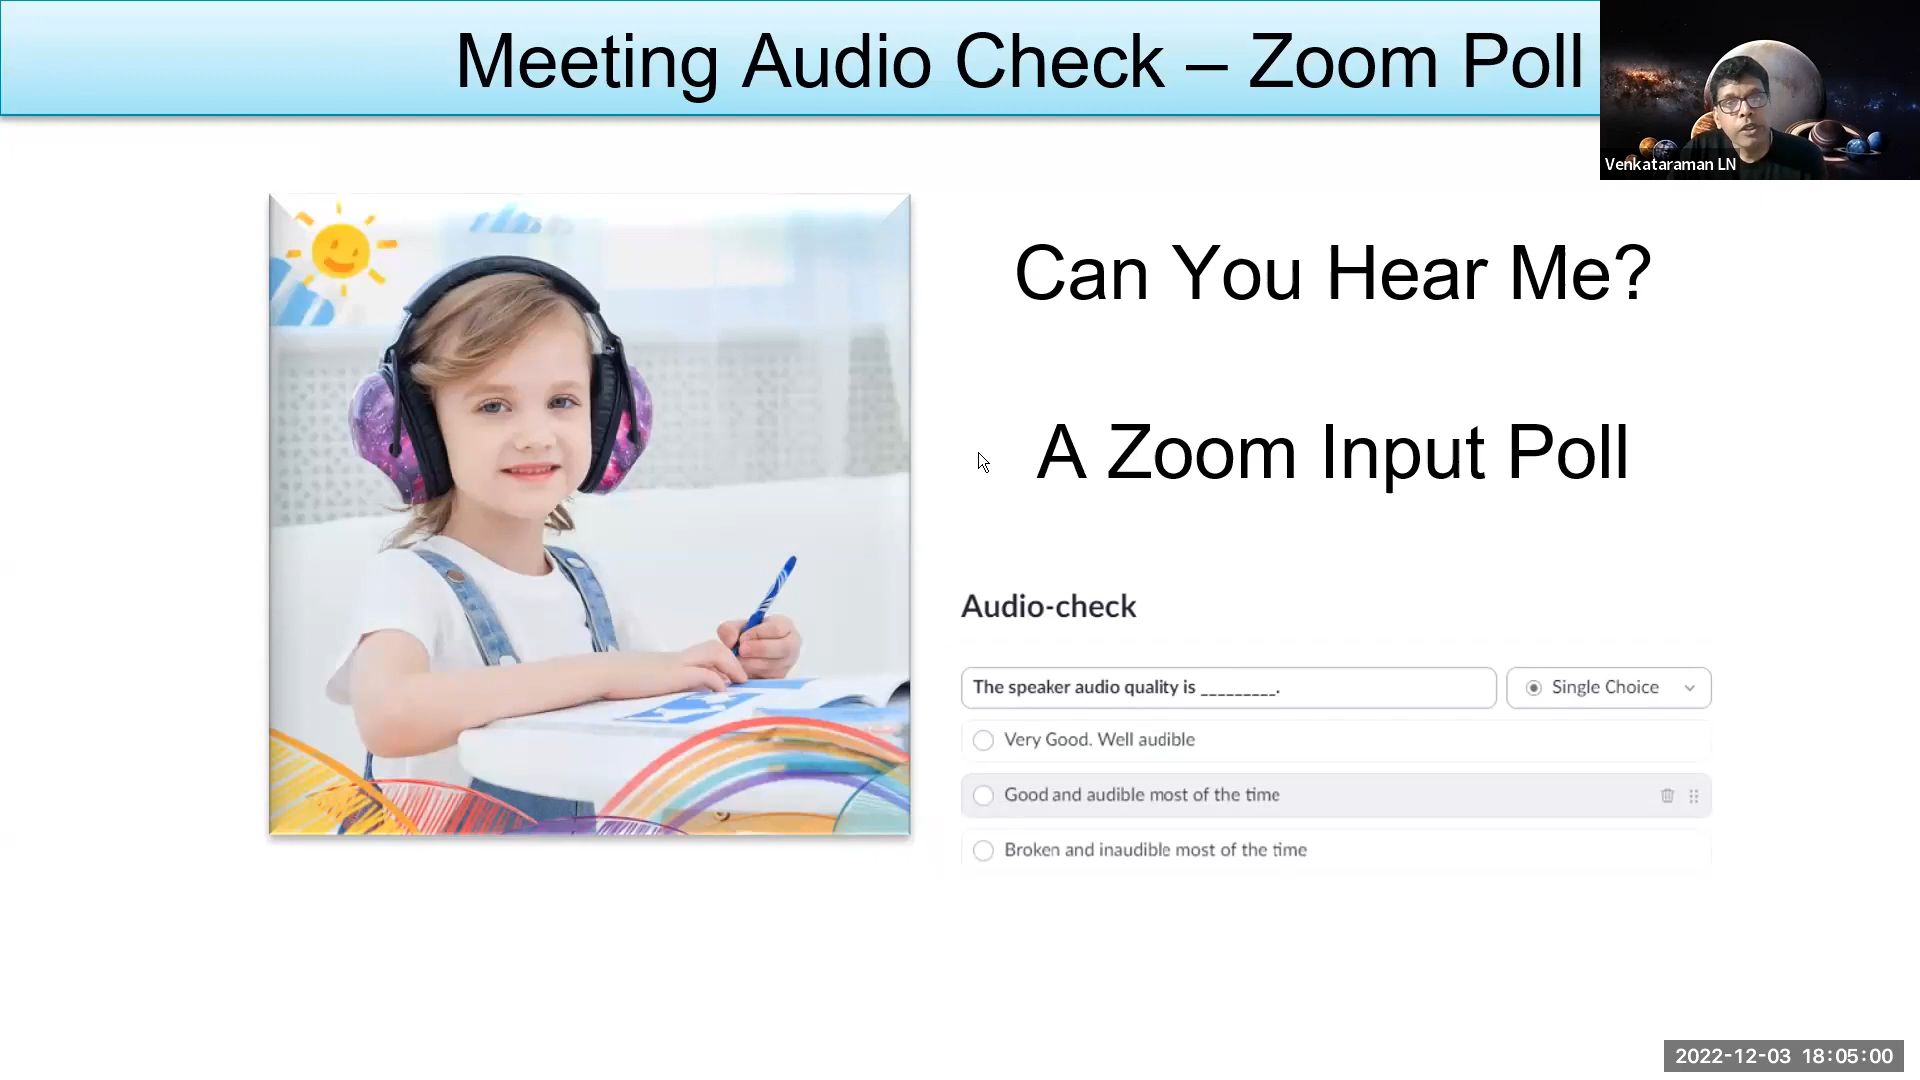 Meeting Audio Check – Zoom Poll
Venkataraman LN
Can You Hear Me?
A Zoom Input Poll
Audio-check
The speaker audio quality is _________.
Single Choice
Very Good. Well audible
Good and audible most of the time
Broken and inaudible most of the time
2022-12-03 18:05:00